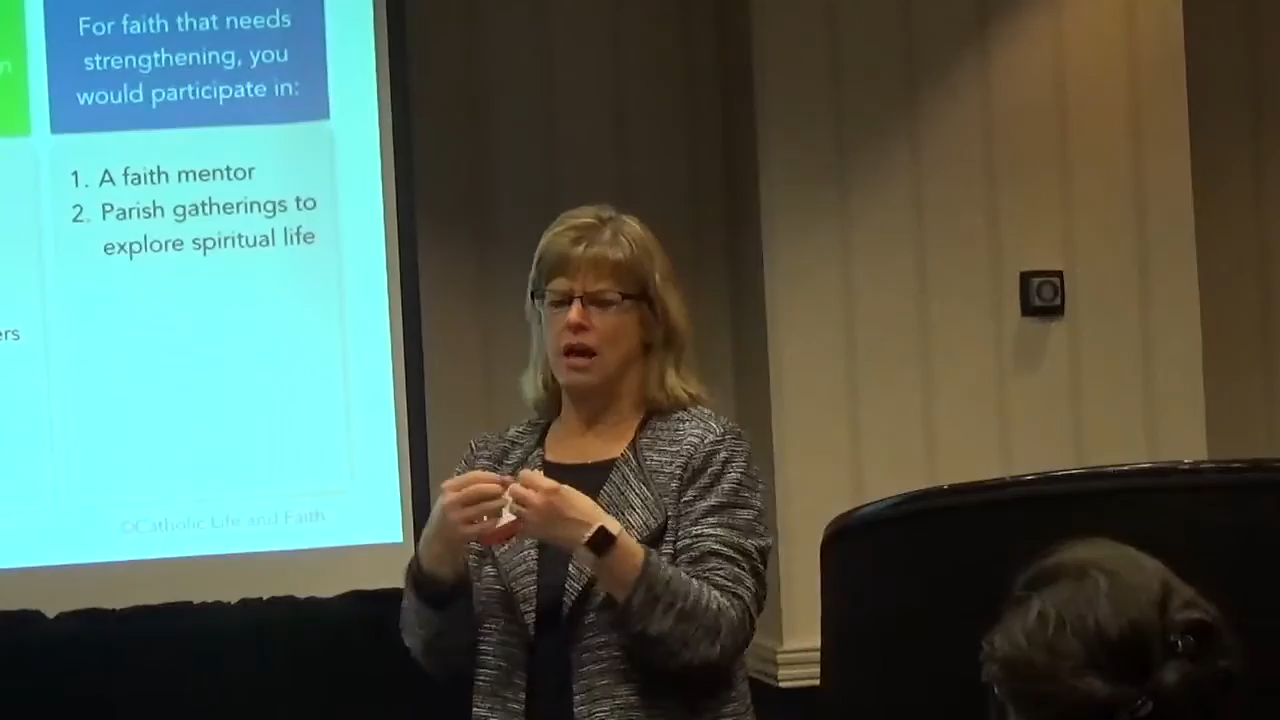 n
For faith that needs
strengthening, you
would participate in:
1. A faith mentor
2. Parish gatherings to
explore spiritual life
ers
©Catholic Life and Faith